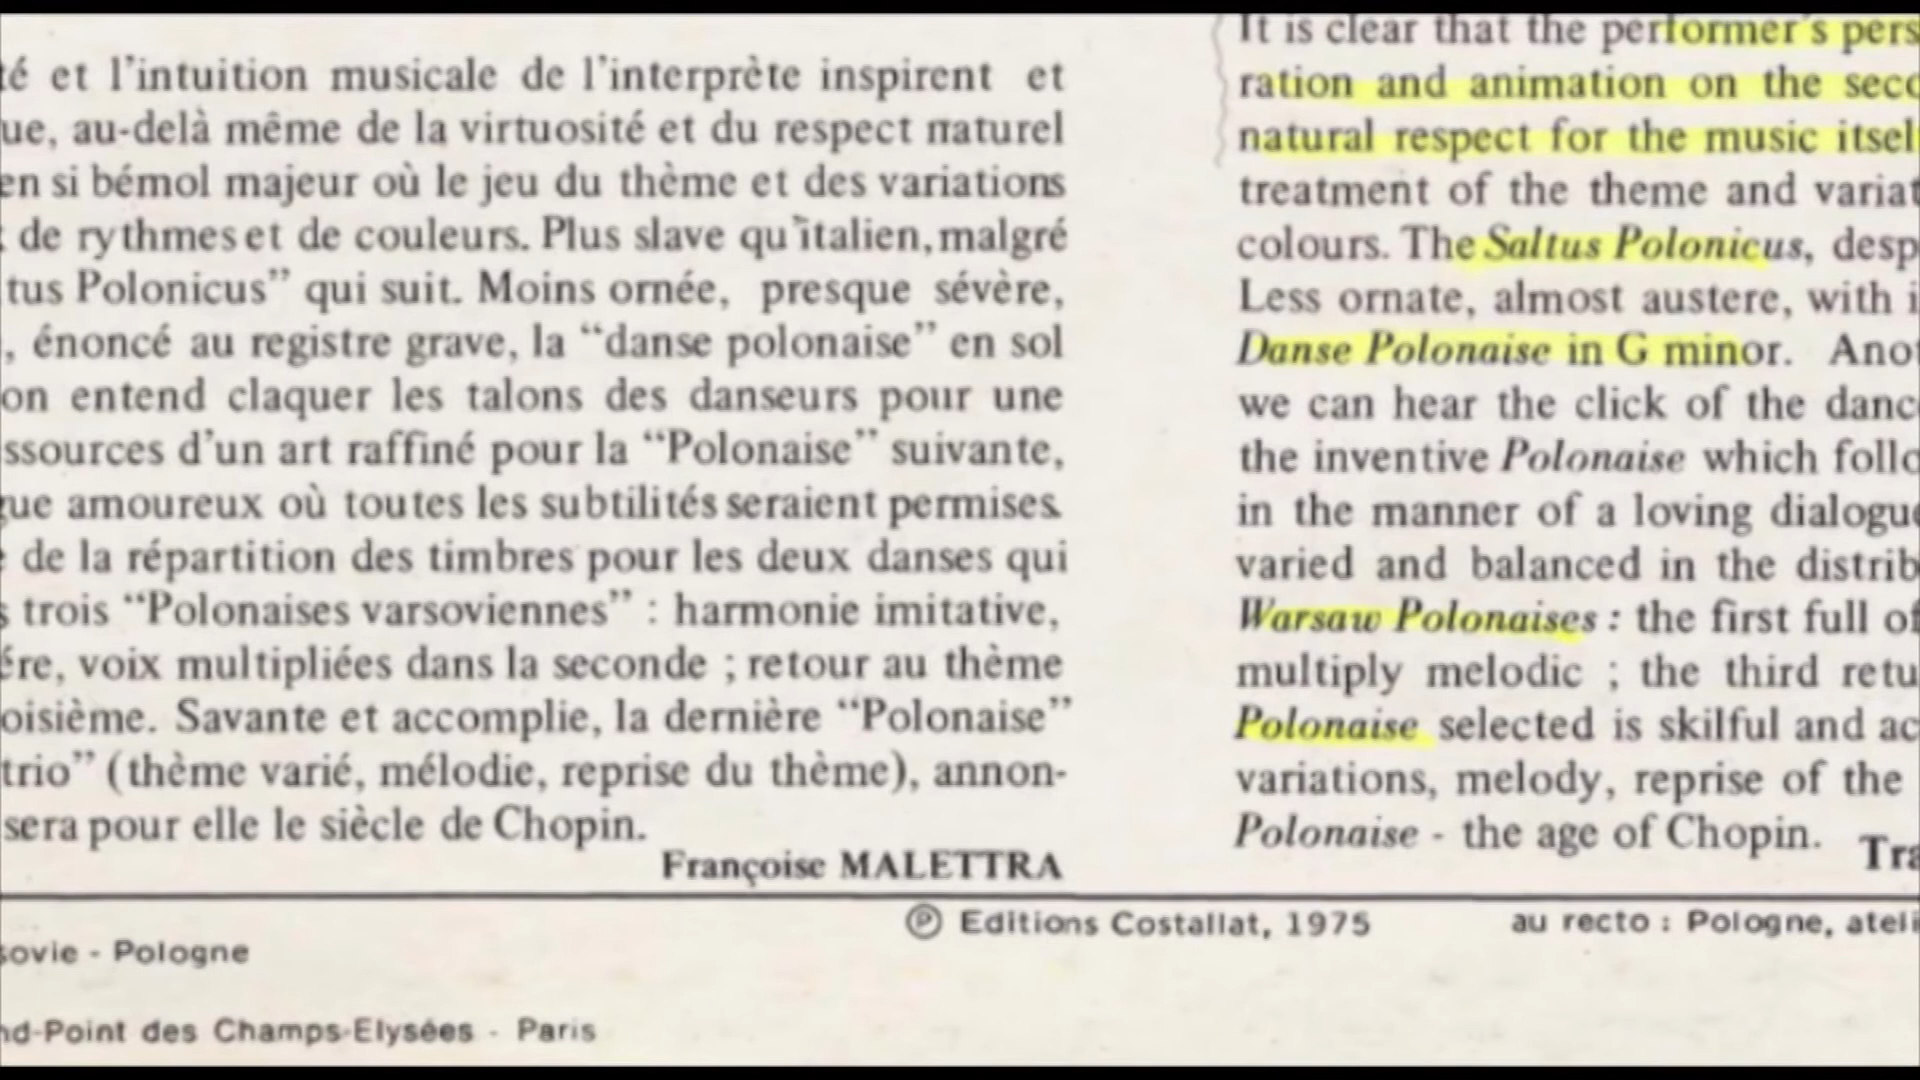 et l'intuition musicale de l'interprète inspirent et
au-delà même de la virtuosité et du respect naturel
en si bémol majeur où le jeu du thème et des variations
de rythmes et de couleurs. Plus slave qu'italien, malgré
Polonicus" qui suit. Moins ornée, presque sévère,
, énoncé au registre grave, la "danse polonaise" en sol
on entend claquer les talons des danseurs pour une
d'un art raffiné pour la "Polonaise" suivante,
amoureux où toutes les subtilités seraient permises.
de la répartition des timbres pour les deux danses qui
trois "Polonaises varsoviennes" : harmonie imitative,
voix multipliées dans la seconde ; retour au thème
Savante et accomplie, la dernière "Polonaise"
trio" (thème varié, mélodie, reprise du thème), annon-
sera pour elle le siècle de Chopin.
Françoise MALETTRA
It is clear that the performer's pers
ration and animation on the seco
natural respect for the music itsel
treatment of the theme and variat
colours. The Saltus Polonicus, desp
Less ornate, almost austere, with i
Danse Polonaise in G minor. Anot
we can hear the click of the danc
the inventive Polonaise which follo
in the manner of a loving dialogue
varied and balanced in the distrib
Warsaw Polonaises : the first full of
multiply melodic ; the third retu
Polonaise selected is skilful and ac
variations, melody, reprise of the
Polonaise - the age of Chopin.
Tra
Ⓟ Editions Costallat, 1975
au recto : Pologne, ateli
sovie - Pologne
nd-Point des Champs-Elysées - Paris